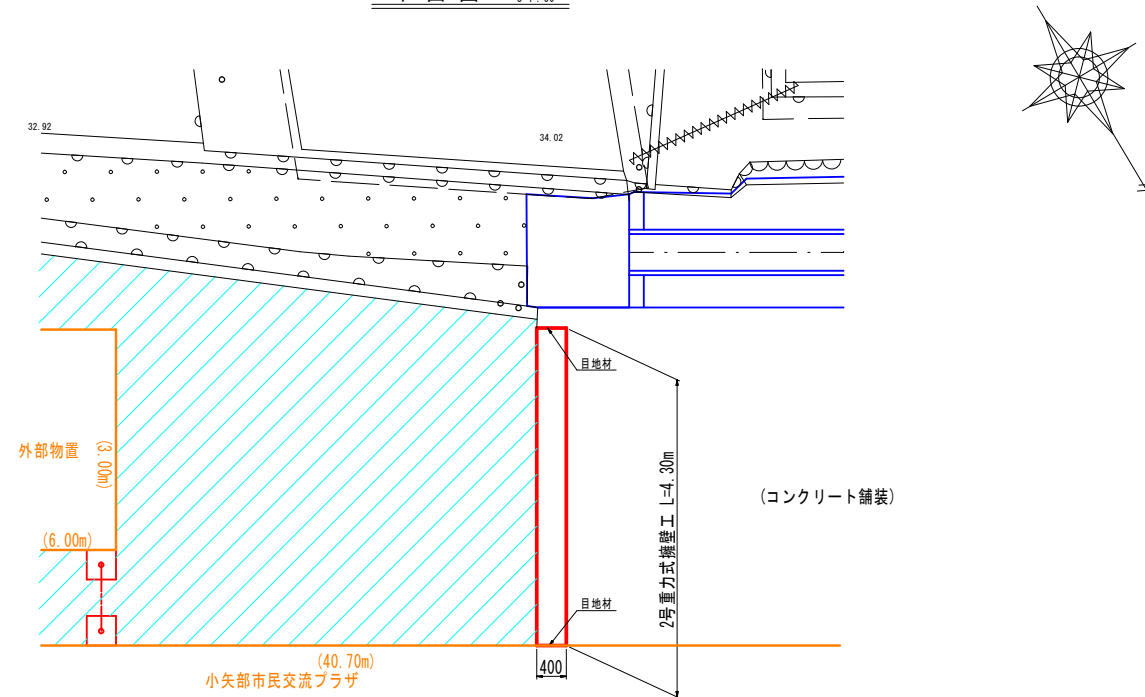 32.92
34.02
目地材
外部物置
(3.00m)
2号重力式擁壁工 L=4.30m
(コンクリート舗装)
(6.00m)
目地材
(40.70m)
400
小矢部市民交流プラザ